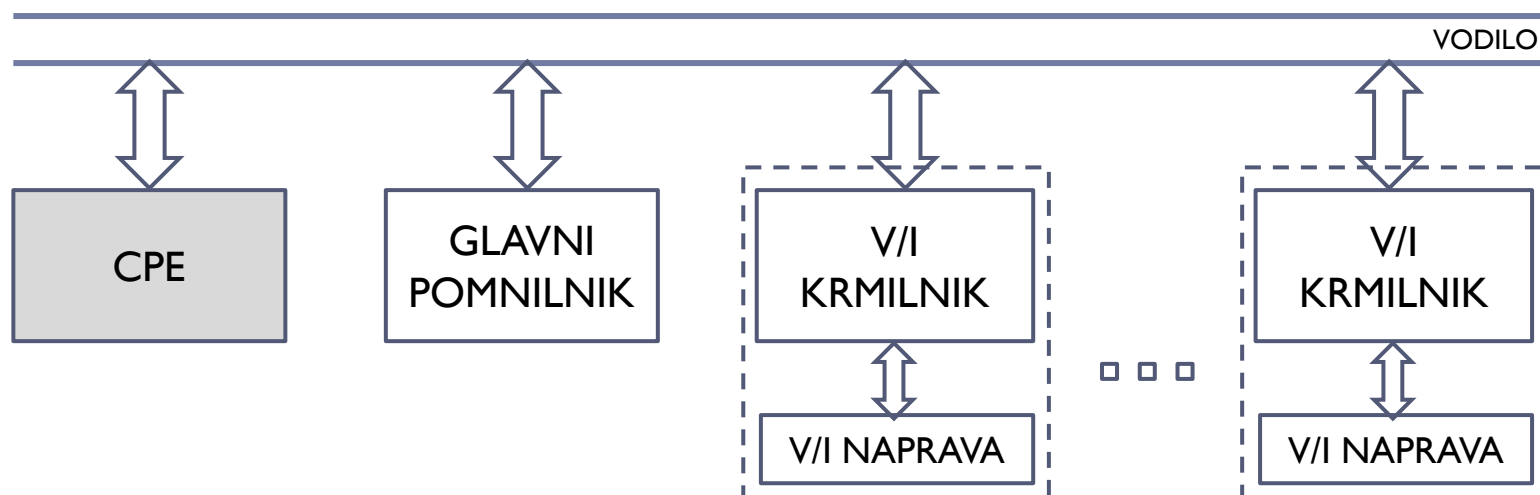 VODILO
CPE
GLAVNI
POMNILNIK
V/I
KRMILNIK
V/I
KRMILNIK
V/I NAPRAVA
V/I NAPRAVA